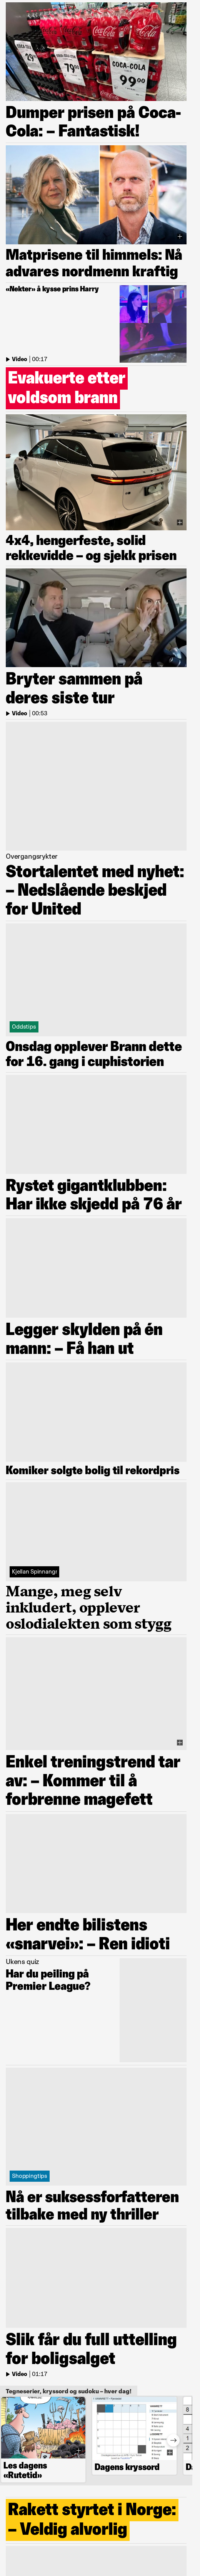 Coca-Cola
COCA-COLA
99 00
Dumper prisen på Coca-
Cola: – Fantastisk!
Matprisene til himmels: Nå
advares nordmenn kraftig
«Nekter» å kysse prins Harry
Video | 00:17
Evakuerte etter
voldsom brann
4x4, hengerfeste, solid
rekkevidde – og sjekk prisen
Bryter sammen på
deres siste tur
Video | 00:53
Overgangsrykter
Stortalentet med nyhet:
– Nedslående beskjed
for United
Oddstips
Onsdag opplever Brann dette
for 16. gang i cuphistorien
Rystet gigantklubben:
Har ikke skjedd på 76 år
Legger skylden på én
mann: – Få han ut
Komiker solgte bolig til rekordpris
Kjellan Spinnangr
Mange, meg selv
inkludert, opplever
oslodialekten som stygg
Enkel treningstrend tar
av: – Kommer til å
forbrenne magefett
Her endte bilistens
«snarvei»: – Ren idioti
Ukens quiz
Har du peiling på
Premier League?
Shoppingtips
Nå er suksessforfatteren
tilbake med ny thriller
Slik får du full uttelling
for boligsalget
Video | 01:17
Tegneserier, kryssord og sudoku – hver dag!
Les dagens
«Rutetid»
Dagens kryssord
8
4
1
2
Rakett styrtet i Norge:
– Veldig alvorlig